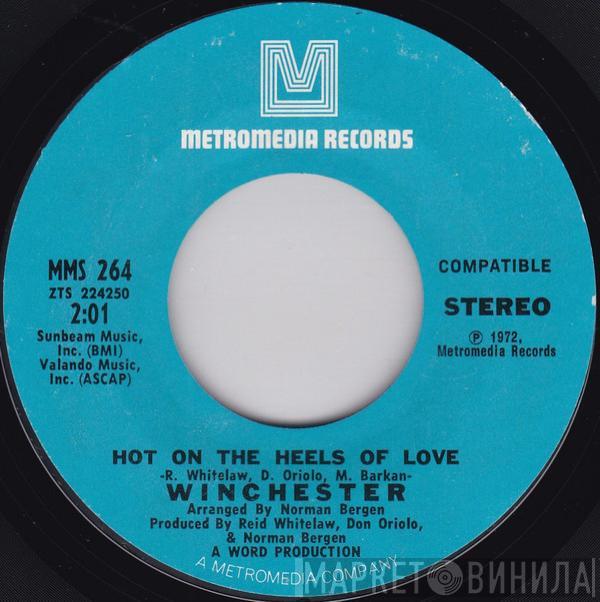 METROMEDIA RECORDS
MMS 264
ZTS 224250
2:01
Sunbeam Music,
Inc. (BMI)
Valando Music,
Inc. (ASCAP)
COMPATIBLE
STEREO
℗ 1972,
Metromedia Records
HOT ON THE HEELS OF LOVE
-R. Whitelaw, D. Oriolo, M. Barkan-
WINCHESTER
Arranged By Norman Bergen
Produced By Reid Whitelaw, Don Oriolo,
& Norman Bergen
A WORD PRODUCTION
A METROMEDIA COMPANY
МАРКЕТ ВИНИЛА